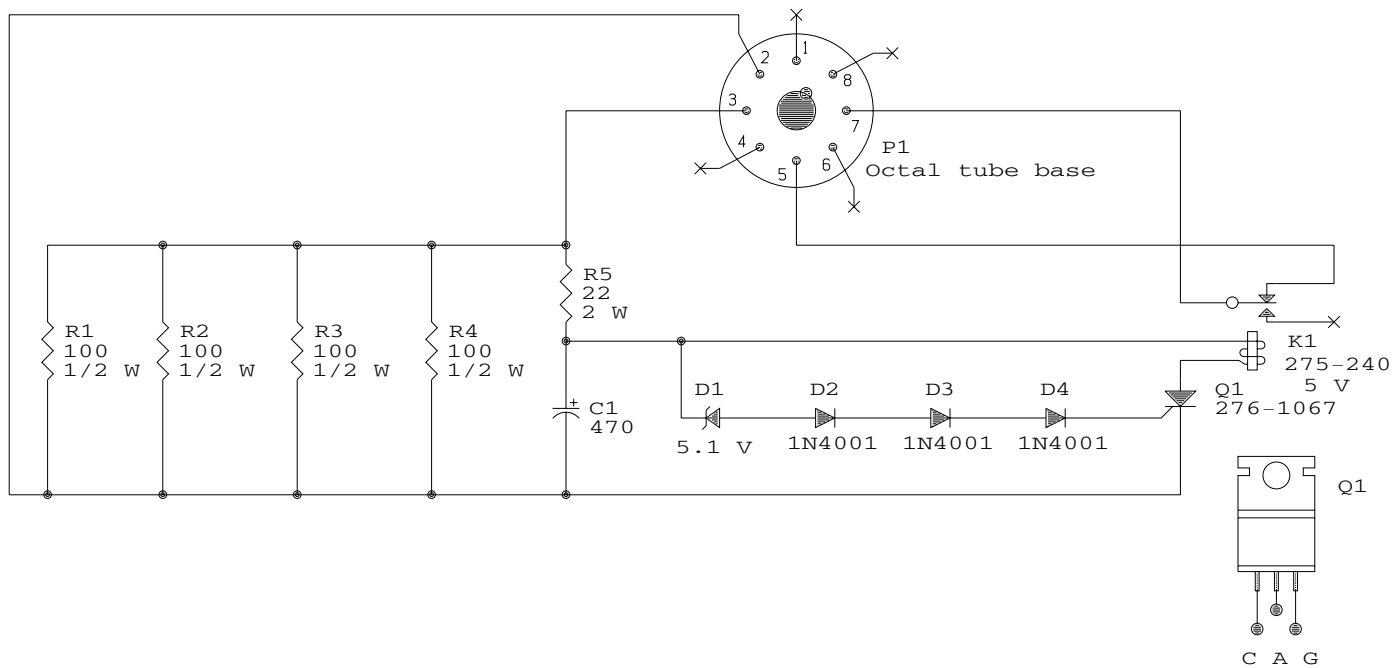 1
2
8
3
7
4
5
6
P1
Octal tube base
R5
22
2 W
R1
100
1/2 W
R2
100
1/2 W
R3
100
1/2 W
R4
100
1/2 W
K1
275-240
5 V
D1
5.1 V
D2
1N4001
D3
1N4001
D4
1N4001
Q1
276-1067
+
C1
470
Q1
C A G